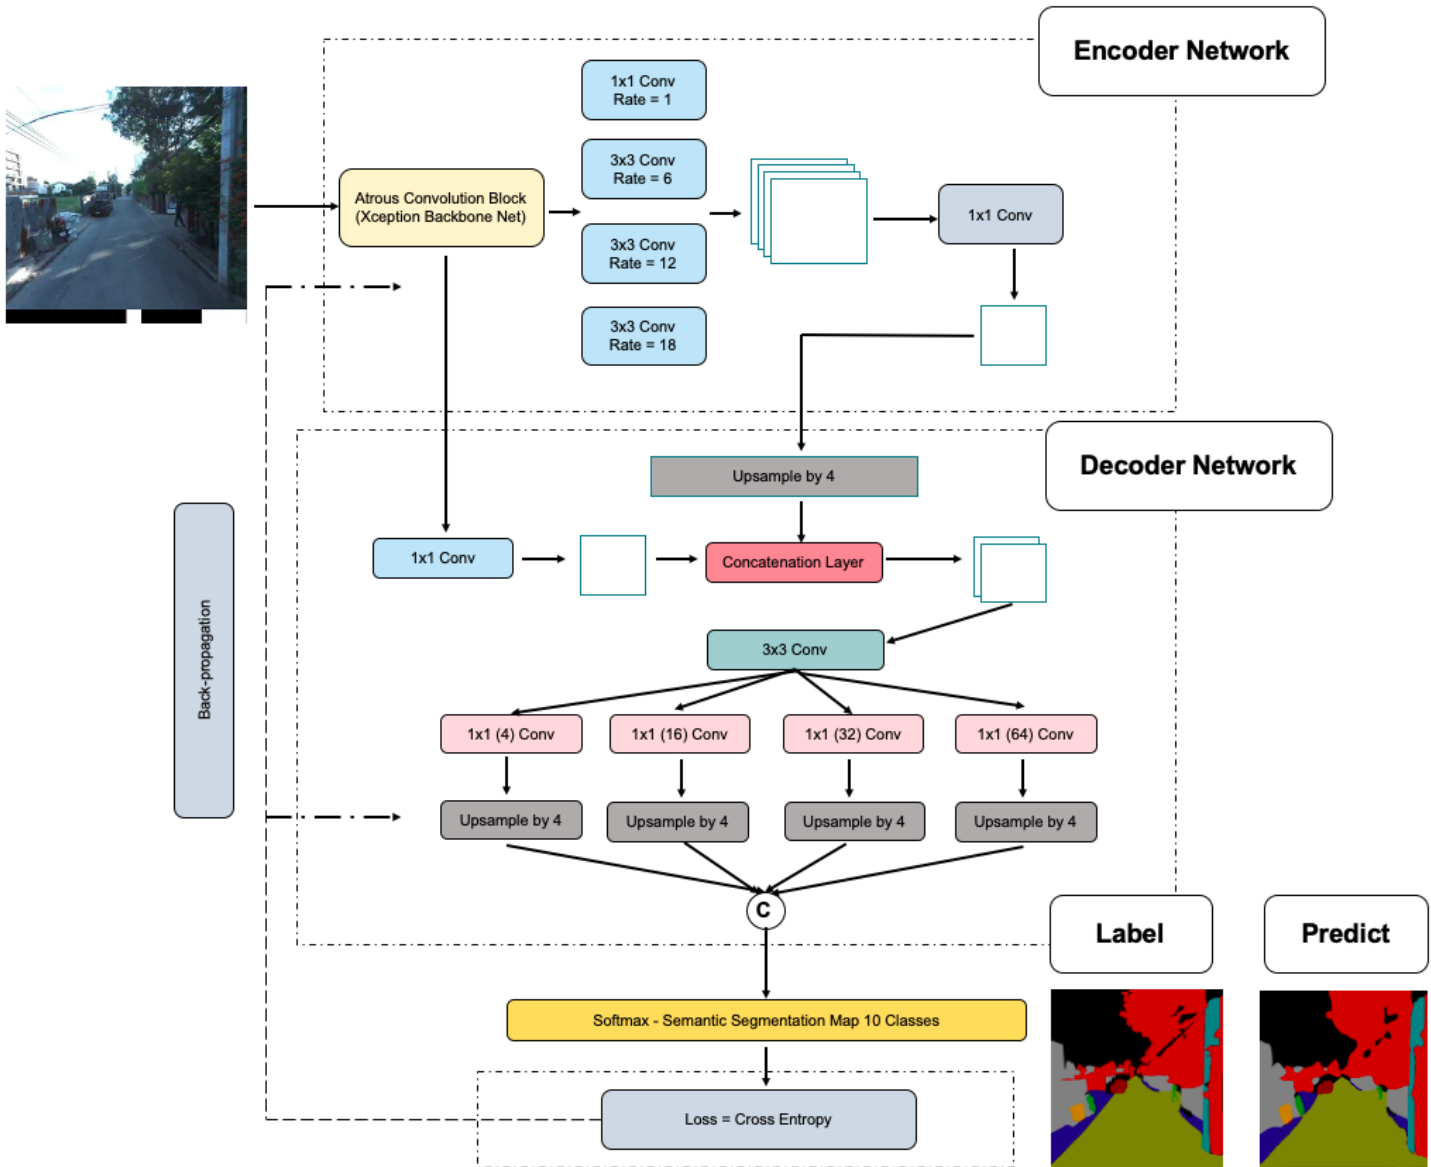 Encoder Network
1x1 Conv
Rate = 1
3x3 Conv
Rate = 6
Atrous Convolution Block
(Xception Backbone Net)
1x1 Conv
3x3 Conv
Rate = 12
3x3 Conv
Rate = 18
Decoder Network
Upsample by 4
1x1 Conv
Concatenation Layer
Back-propagation
3x3 Conv
1x1 (4) Conv
1x1 (16) Conv
1x1 (32) Conv
1x1 (64) Conv
Upsample by 4
Upsample by 4
Upsample by 4
Upsample by 4
C
Label
Predict
Softmax - Semantic Segmentation Map 10 Classes
Loss = Cross Entropy